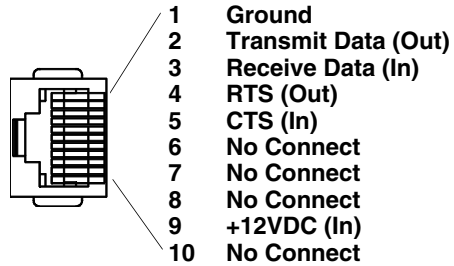 1 Ground
2 Transmit Data (Out)
3 Receive Data (In)
4 RTS (Out)
5 CTS (In)
6 No Connect
7 No Connect
8 No Connect
9 +12VDC (In)
10 No Connect